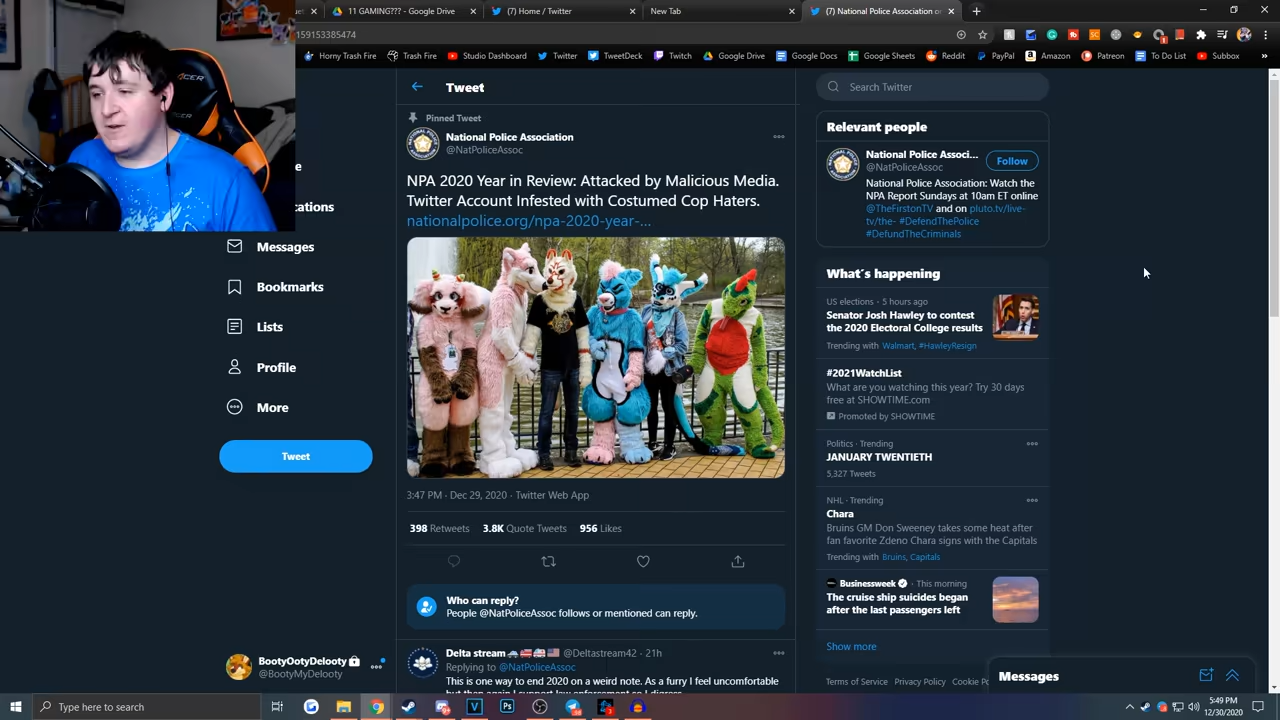 11 GAMING??? - Google Drive
(7) Home / Twitter
New Tab
(7) National Police Association o
159153385474
Horny Trash Fire
Trash Fire
Studio Dashboard
Twitter
TweetDeck
Twitch
Google Drive
Google Docs
Google Sheets
Reddit
PayPal
Amazon
Patreon
To Do List
Subbox
Messages
Bookmarks
Lists
Profile
More
Tweet
BootyOotyDelooty
@BootyMyDelooty
Tweet
Pinned Tweet
National Police Association
@NatPoliceAssoc
NPA 2020 Year in Review: Attacked by Malicious Media.
Twitter Account Infested with Costumed Cop Haters.
nationalpolice.org/npa-2020-year-...
3:47 PM · Dec 29, 2020 · Twitter Web App
398 Retweets 3.8K Quote Tweets 956 Likes
Who can reply?
People @NatPoliceAssoc follows or mentioned can reply.
Delta stream @Deltastream42 · 21h
Replying to @NatPoliceAssoc
This is one way to end 2020 on a weird note. As a furry I feel uncomfortable
but then again I support law enforcement so I digress
Search Twitter
Relevant people
National Police Associ...
@NatPoliceAssoc
Follow
National Police Association: Watch the
NPA Report Sundays at 10am ET online
@TheFirstonTV and on pluto.tv/live-
tv/the- #DefendThePolice
#DefundTheCriminals
What's happening
US elections · 5 hours ago
Senator Josh Hawley to contest
the 2020 Electoral College results
Trending with Walmart, #HawleyResign
#2021WatchList
What are you watching this year? Try 30 days
free at SHOWTIME.com
Promoted by SHOWTIME
Politics · Trending
JANUARY TWENTIETH
5,327 Tweets
NHL · Trending
Chara
Bruins GM Don Sweeney takes some heat after
fan favorite Zdeno Chara signs with the Capitals
Trending with Bruins, Capitals
Businessweek · This morning
The cruise ship suicides began
after the last passengers left
Show more
Terms of Service Privacy Policy Cookie Po
Messages
Type here to search
5:49 PM
12/30/2020